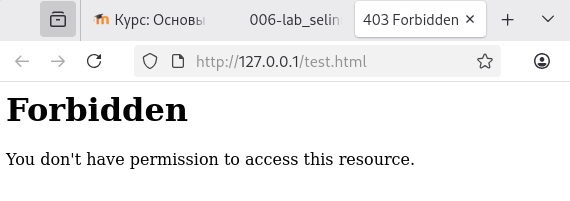 Курс: Основы 006-lab_selin 403 Forbidden
http://127.0.0.1/test.html
Forbidden
You don't have permission to access this resource.